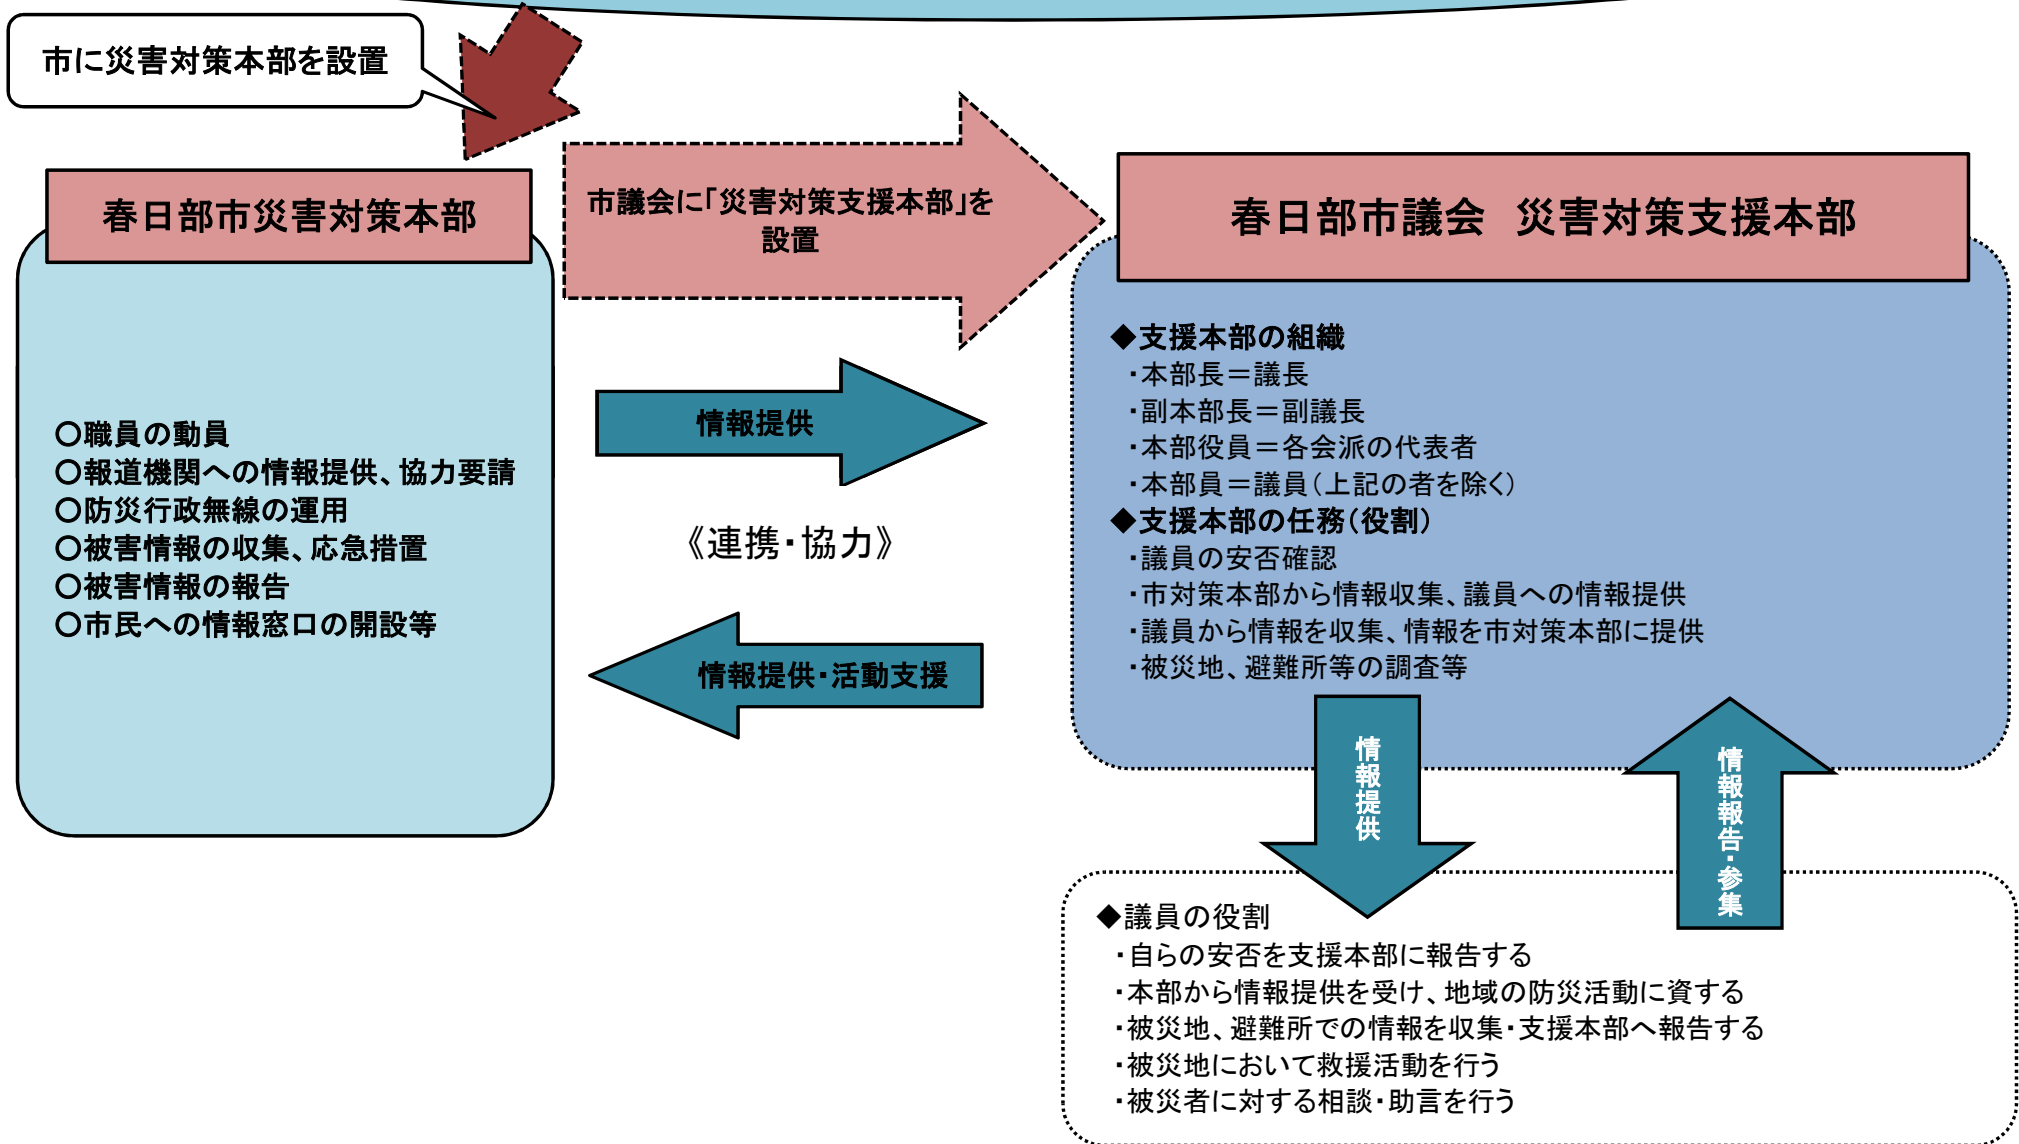 市に災害対策本部を設置
春日部市災害対策本部
〇職員の動員
〇報道機関への情報提供、協力要請
〇防災行政無線の運用
〇被害情報の収集、応急措置
〇被害情報の報告
〇市民への情報窓口の開設等
市議会に「災害対策支援本部」を
設置
情報提供
《連携・協力》
情報提供・活動支援
春日部市議会　災害対策支援本部
◆支援本部の組織
・本部長＝議長
・副本部長＝副議長
・本部役員＝各会派の代表者
・本部員＝議員（上記の者を除く）
◆支援本部の任務（役割）
・議員の安否確認
・市対策本部から情報収集、議員への情報提供
・議員から情報を収集、情報を市対策本部に提供
・被災地、避難所等の調査等
情報提供
情報報告・参集
◆議員の役割
・自らの安否を支援本部に報告する
・本部から情報提供を受け、地域の防災活動に資する
・被災地、避難所での情報を収集・支援本部へ報告する
・被災地において救援活動を行う
・被災者に対する相談・助言を行う